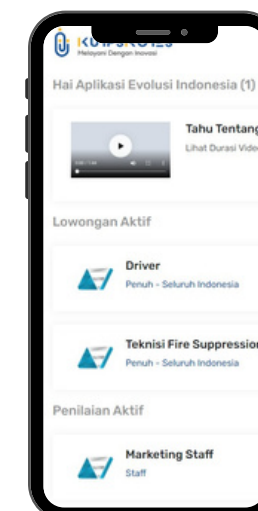 Melayani Dengan Inovasi
Hai Aplikasi Evolusi Indonesia (1)
Tahu Tentang
Lihat Durasi Video
Lowongan Aktif
Driver
Penuh - Seluruh Indonesia
Teknisi Fire Suppression
Penuh - Seluruh Indonesia
Penilaian Aktif
Marketing Staff
Staff